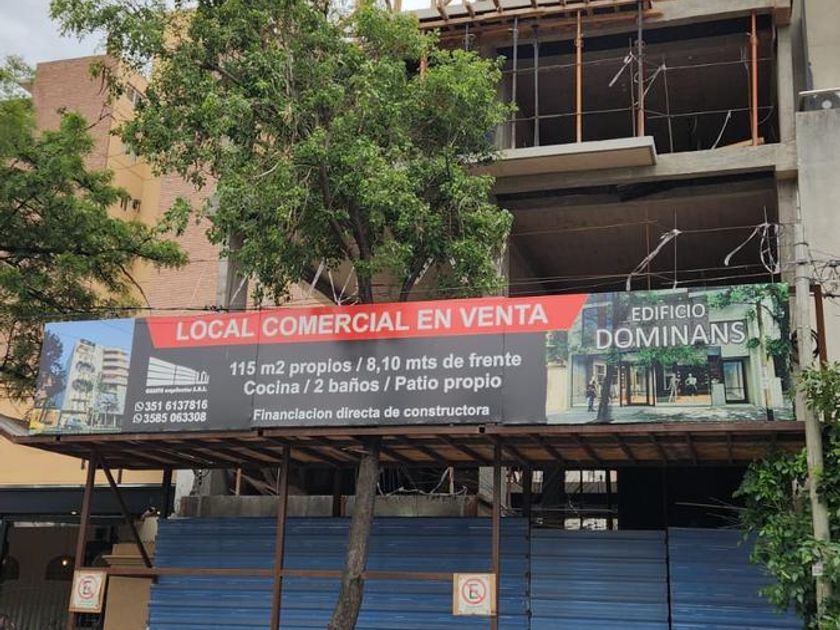 LOCAL COMERCIAL EN VENTA
115 m2 propios / 8,10 mts de frente
Cocina / 2 baños / Patio propio
Financiacion directa de constructora
351 6137816
3585 063308
EDIFICIO
DOMINANS
E
E